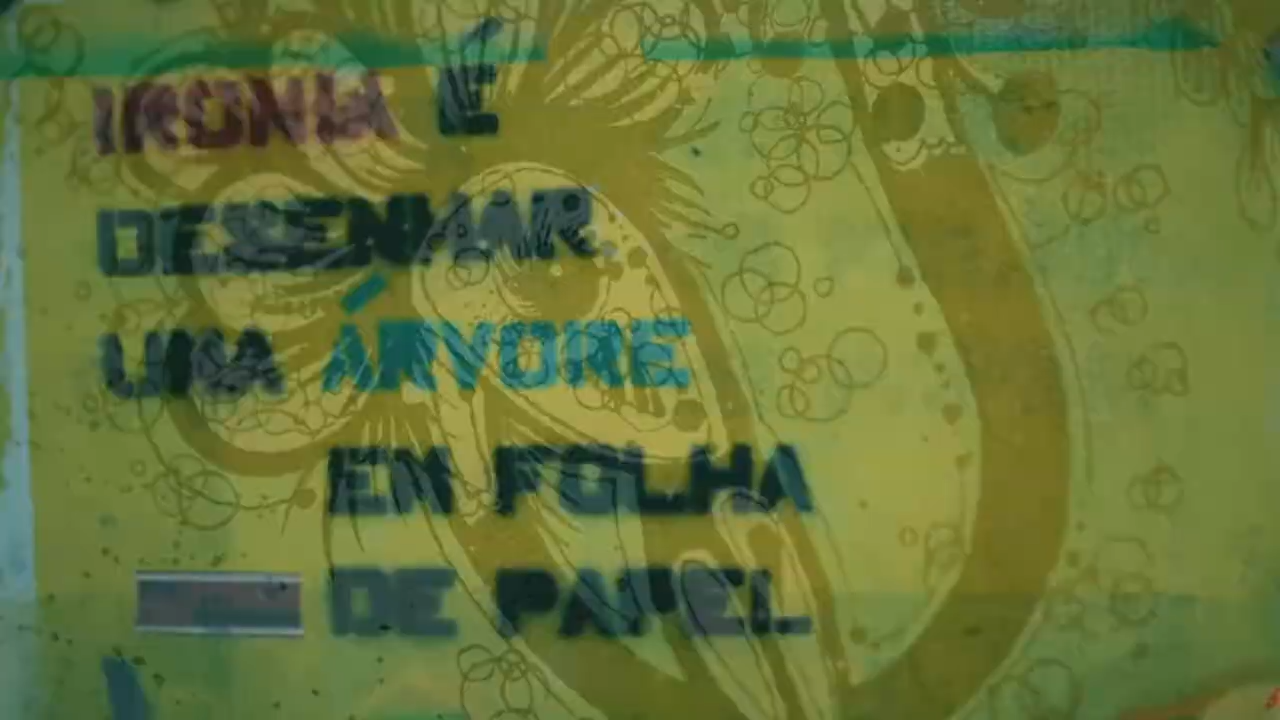 IRONIA É
DESENHAR
UMA ÁRVORE
EM FOLHA
DE PAPEL